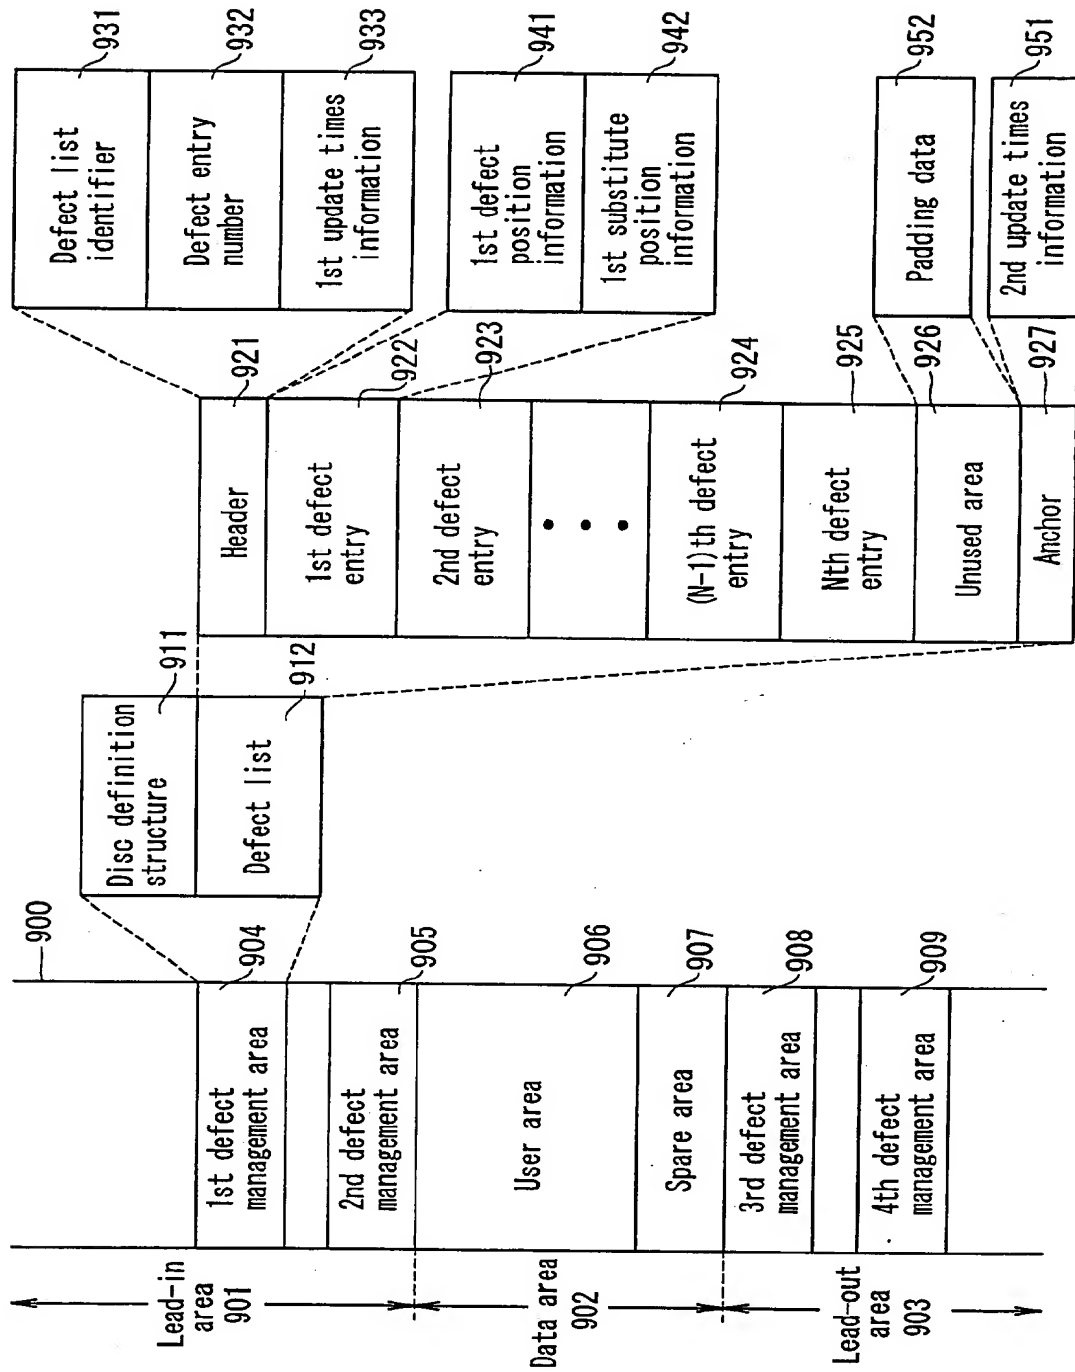 900
Lead-in
area
901
1st defect
management area
904
2nd defect
management area
905
Data area
902
User area
906
Spare area
907
Lead-out
area
903
3rd defect
management area
908
4th defect
management area
909
Disc definition
structure
911
Defect list
912
Header
921
1st defect
entry
922
2nd defect
entry
923
(N-1)th defect
entry
924
Nth defect
entry
925
Unused area
926
Anchor
927
Defect list
identifier
931
Defect entry
number
932
1st update times
information
933
1st defect
position
information
941
1st substitute
position
information
942
Padding data
952
2nd update times
information
951